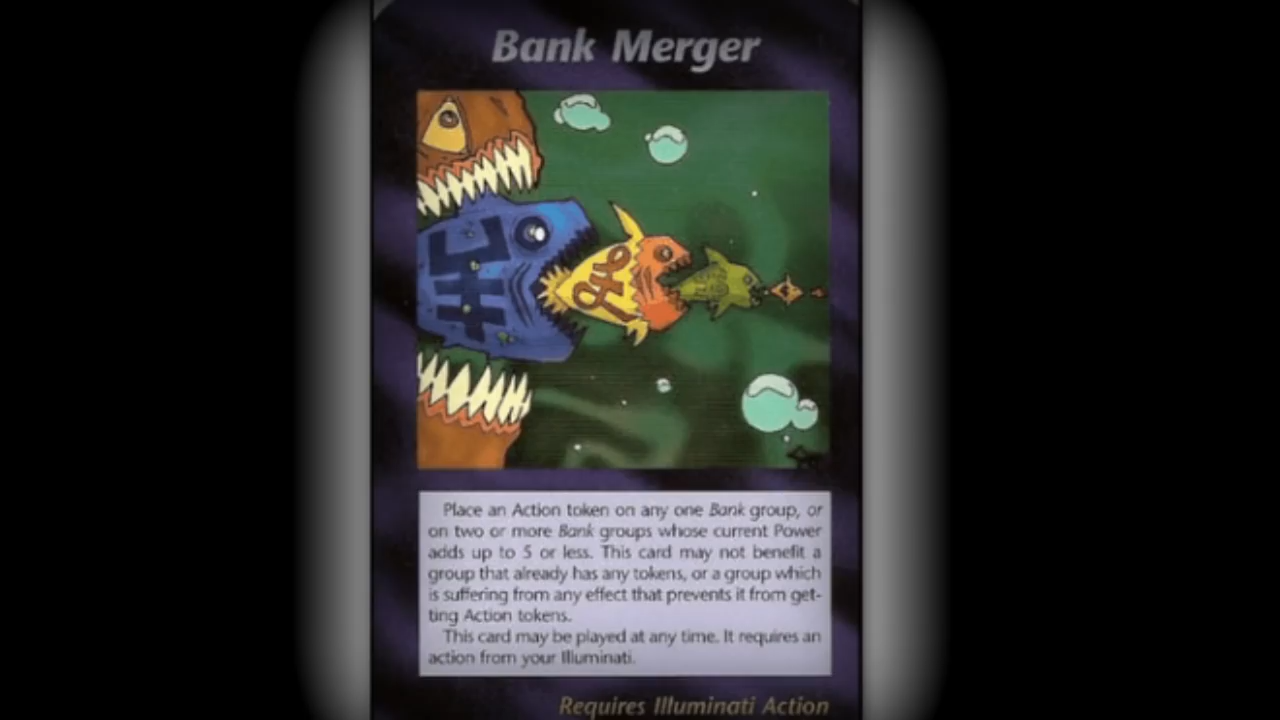 Bank Merger
Place an Action token on any one Bank group, or
on two or more Bank groups whose current Power
adds up to 5 or less. This card may not benefit a
group that already has any tokens, or a group which
is suffering from any effect that prevents it from get-
ting Action tokens.
This card may be played at any time. It requires an
action from your Illuminati.
Requires Illuminati Action